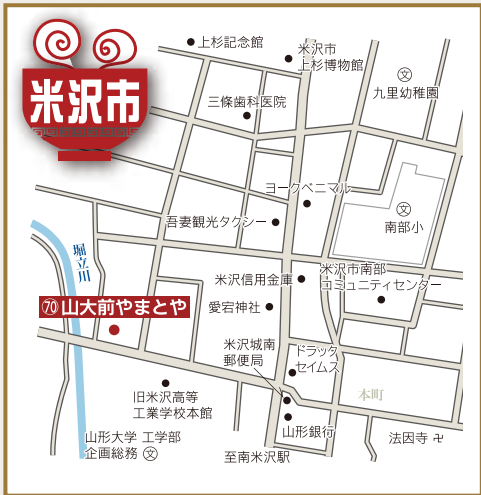 米沢市
上杉記念館
米沢市
上杉博物館
文
九里幼稚園
三條歯科医院
ヨークベニマル
文
南部小
吾妻観光タクシー
堀立川
米沢信用金庫
米沢市南部
コミュニティセンター
愛宕神社
70 山大前やまとや
米沢城南
郵便局
ドラッグ
セイムス
旧米沢高等
工業学校本館
本町
山形銀行
法因寺 卍
山形大学 工学部
企画総務 文
至南米沢駅